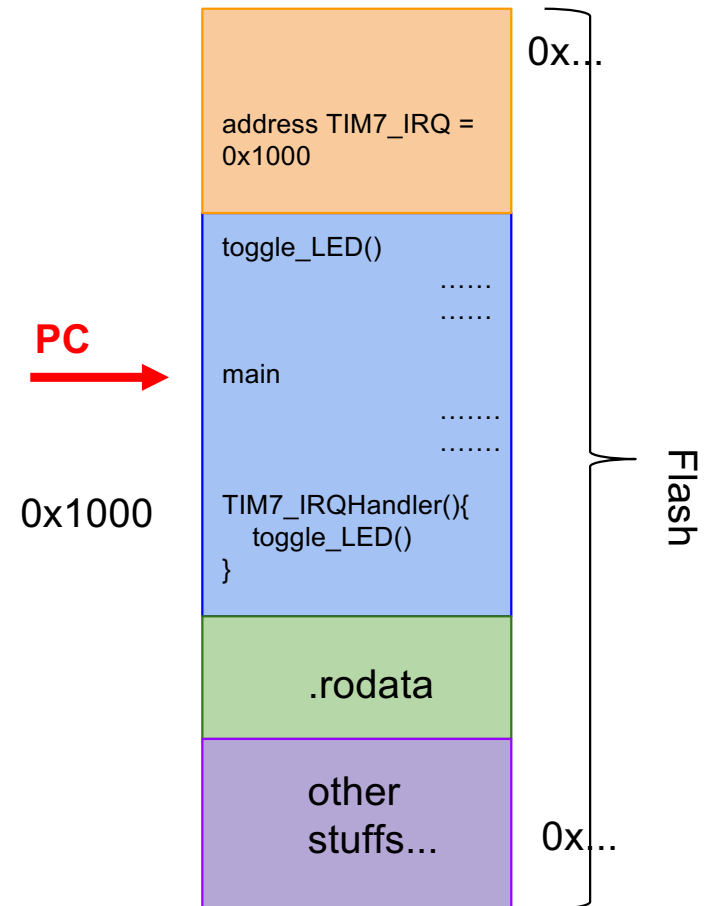 0x...
address TIM7_IRQ =
0x1000
toggle_LED()
……
……
PC
main
…….
…….
0x1000
TIM7_IRQHandler(){
toggle_LED()
}
Flash
.rodata
other
stuffs...
0x...